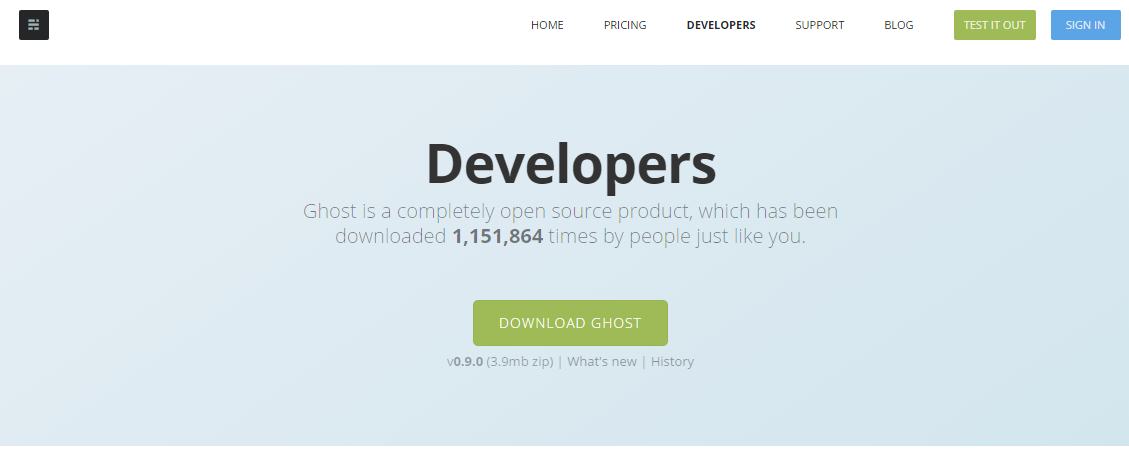 HOME PRICING DEVELOPERS SUPPORT BLOG TEST IT OUT SIGN IN
Developers
Ghost is a completely open source product, which has been
downloaded 1,151,864 times by people just like you.
DOWNLOAD GHOST
v0.9.0 (3.9mb zip) | What's new | History